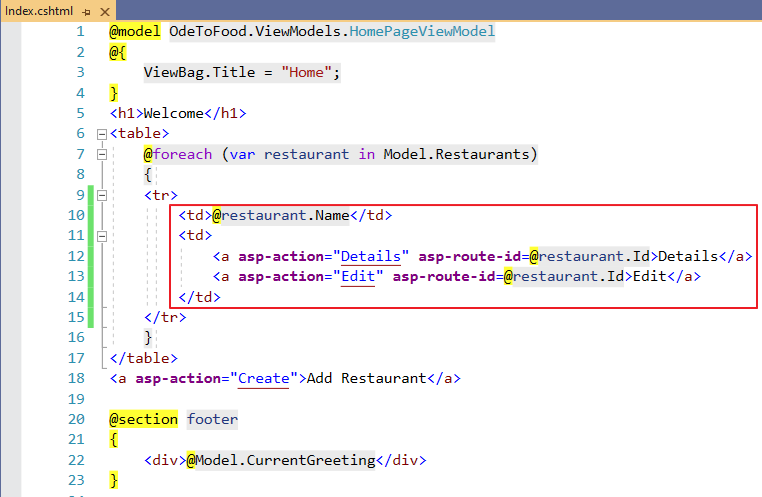 Index.cshtml
1 @model OdeToFood.ViewModels.HomePageViewModel
2 @{
3     ViewBag.Title = "Home";
4 }
5 <h1>Welcome</h1>
6 <table>
7     @foreach (var restaurant in Model.Restaurants)
8     {
9     <tr>
10         <td>@restaurant.Name</td>
11         <td>
12             <a asp-action="Details" asp-route-id=@restaurant.Id>Details</a>
13             <a asp-action="Edit" asp-route-id=@restaurant.Id>Edit</a>
14         </td>
15     </tr>
16     }
17 </table>
18 <a asp-action="Create">Add Restaurant</a>
19
20 @section footer
21 {
22     <div>@Model.CurrentGreeting</div>
23 }